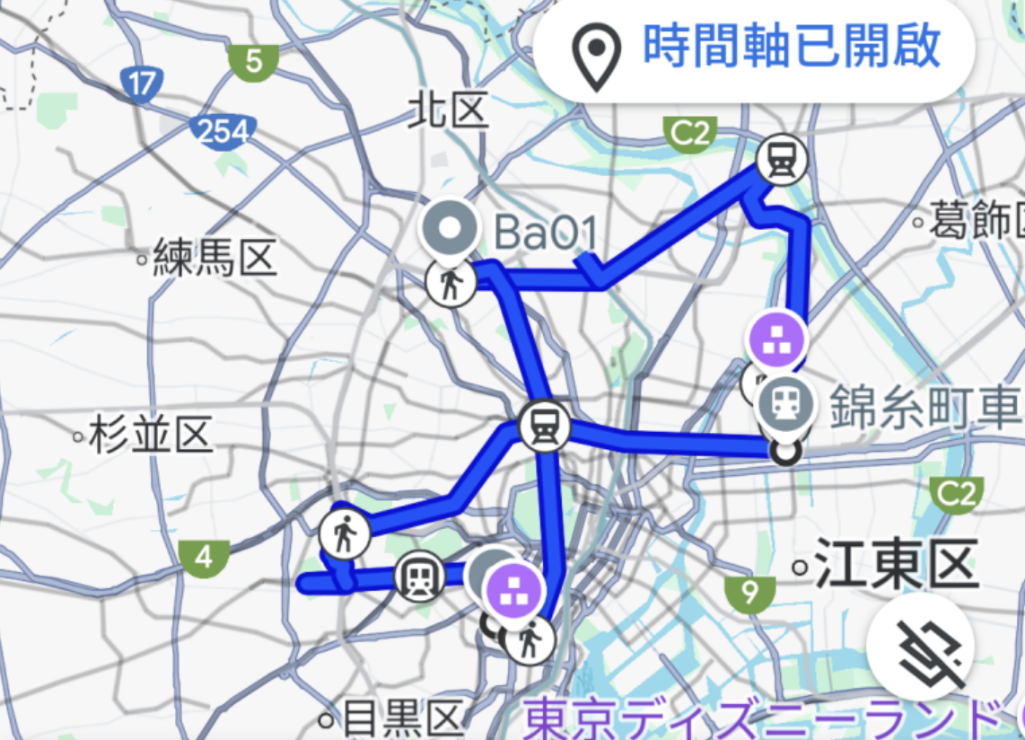 時間軸已開啟
5
17
北区
254
C2
葛飾区
Ba01
練馬区
錦糸町車
杉並区
C2
4
江東区
9
目黒区
東京ディズニーランド